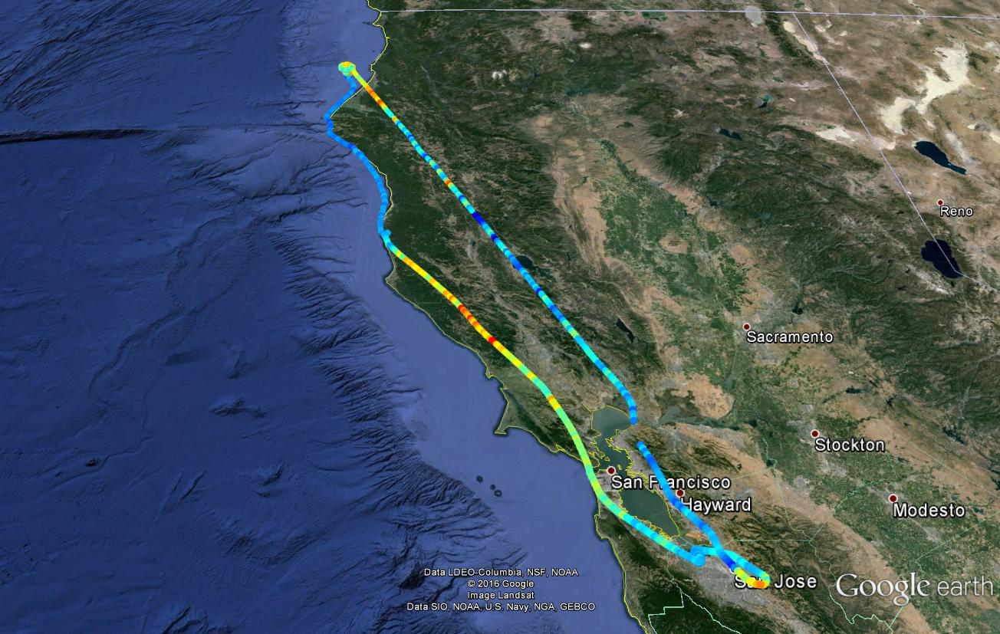 Reno
Sacramento
Stockton
San Francisco
Hayward
Modesto
San Jose
Google earth
Data LDEO-Columbia, NSF, NOAA
© 2016 Google
Image Landsat
Data SIO, NOAA, U.S. Navy, NGA, GEBCO